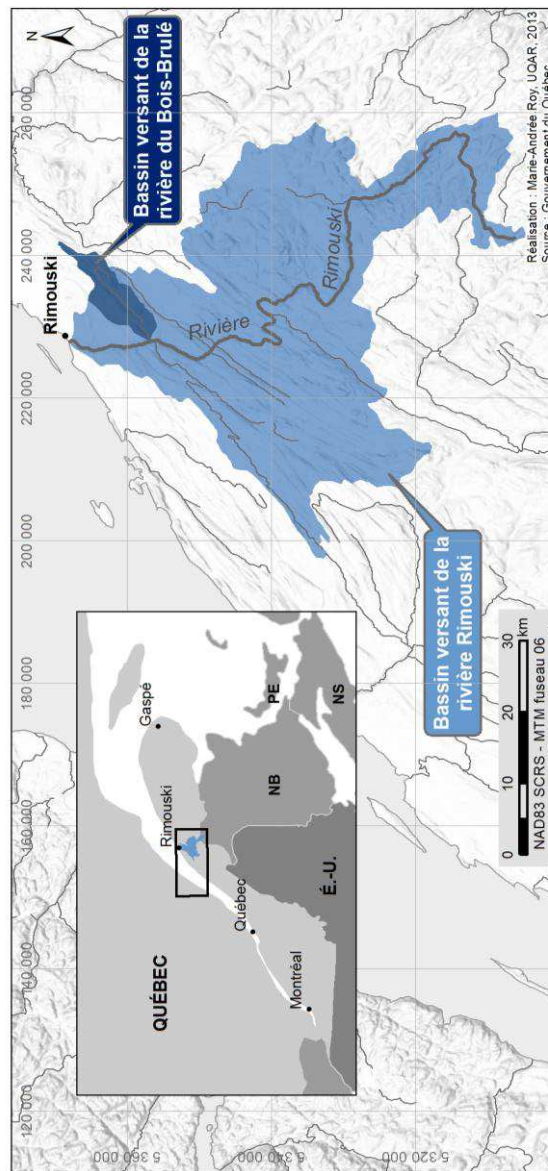 120 000
140 000
160 000
180 000
200 000
220 000
240 000
260 000
5 360 000
5 340 000
5 320 000
N
Rimouski
Bassin versant de la
rivière du Bois-Brulé
Rivière
Rimouski
Bassin versant de la
rivière Rimouski
QUÉBEC
Gaspé
Rimouski
Québec
Montréal
PE
NB
NS
É.-U.
0 10 20 30
km
NAD83 SCRS - MTM fuseau 06
Réalisation : Marie-Andrée Roy, UQAR, 2013
Source : Gouvernement du Québec